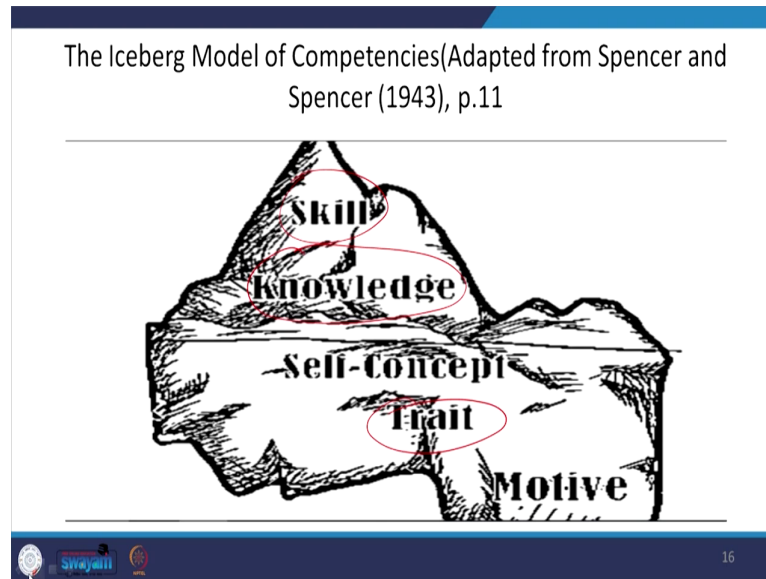 The Iceberg Model of Competencies(Adapted from Spencer and
Spencer (1943), p.11
Skill
Knowledge
Self-Concept
Trait
Motive
swayam
16